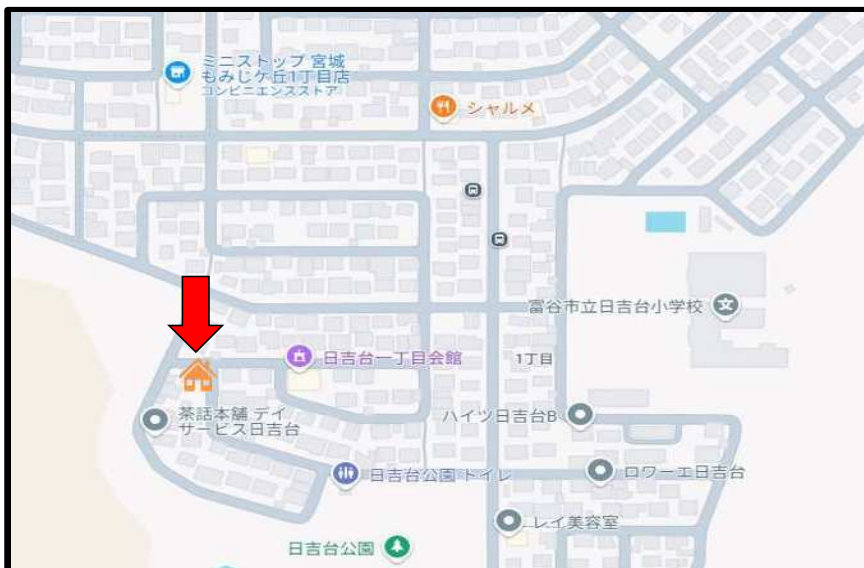 ミニストップ 宮城
もみじケ丘1丁目店
コンビニエンスストア
シャルメ
富谷市立日吉台小学校
文
日吉台一丁目会館
1丁目
茶話本舗 デイ
サービス日吉台
ハイツ日吉台B
日吉台公園トイレ
ロワーエ日吉台
レイ美容室
日吉台公園